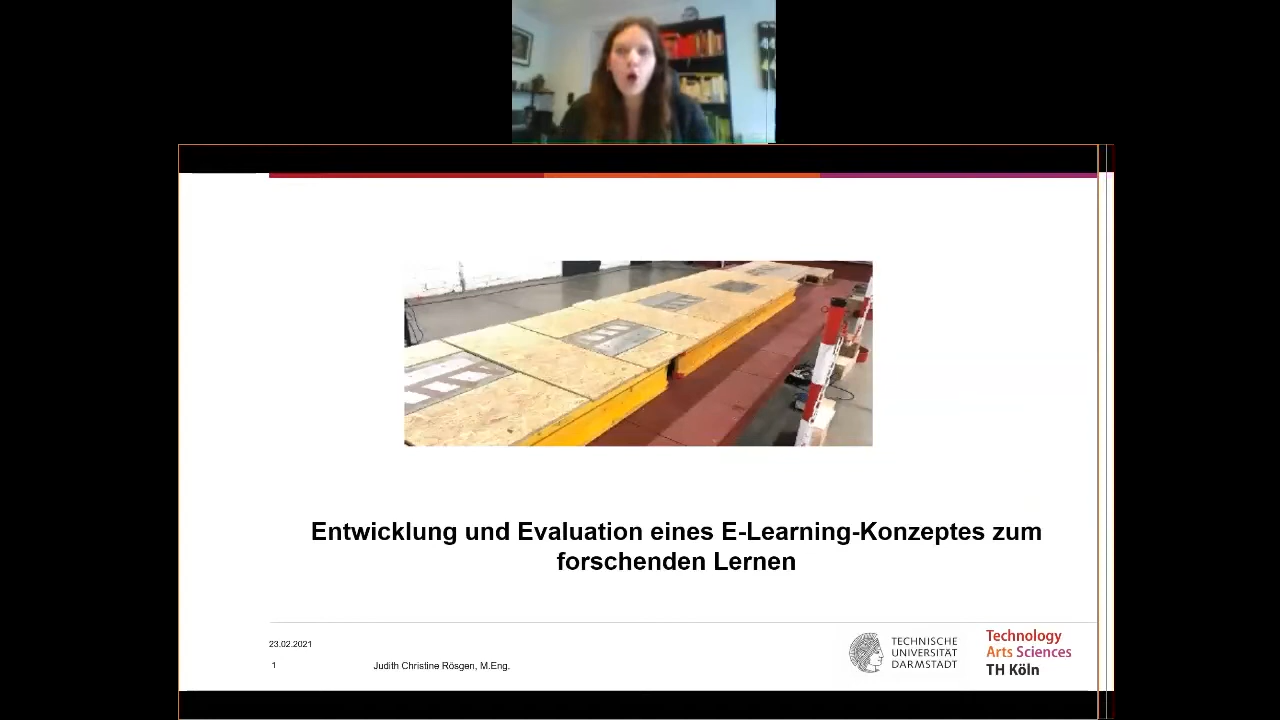 Entwicklung und Evaluation eines E-Learning-Konzeptes zum
forschenden Lernen
23.02.2021
1
Judith Christine Rösgen, M.Eng.
TECHNISCHE
UNIVERSITÄT
DARMSTADT
Technology
Arts Sciences
TH Köln